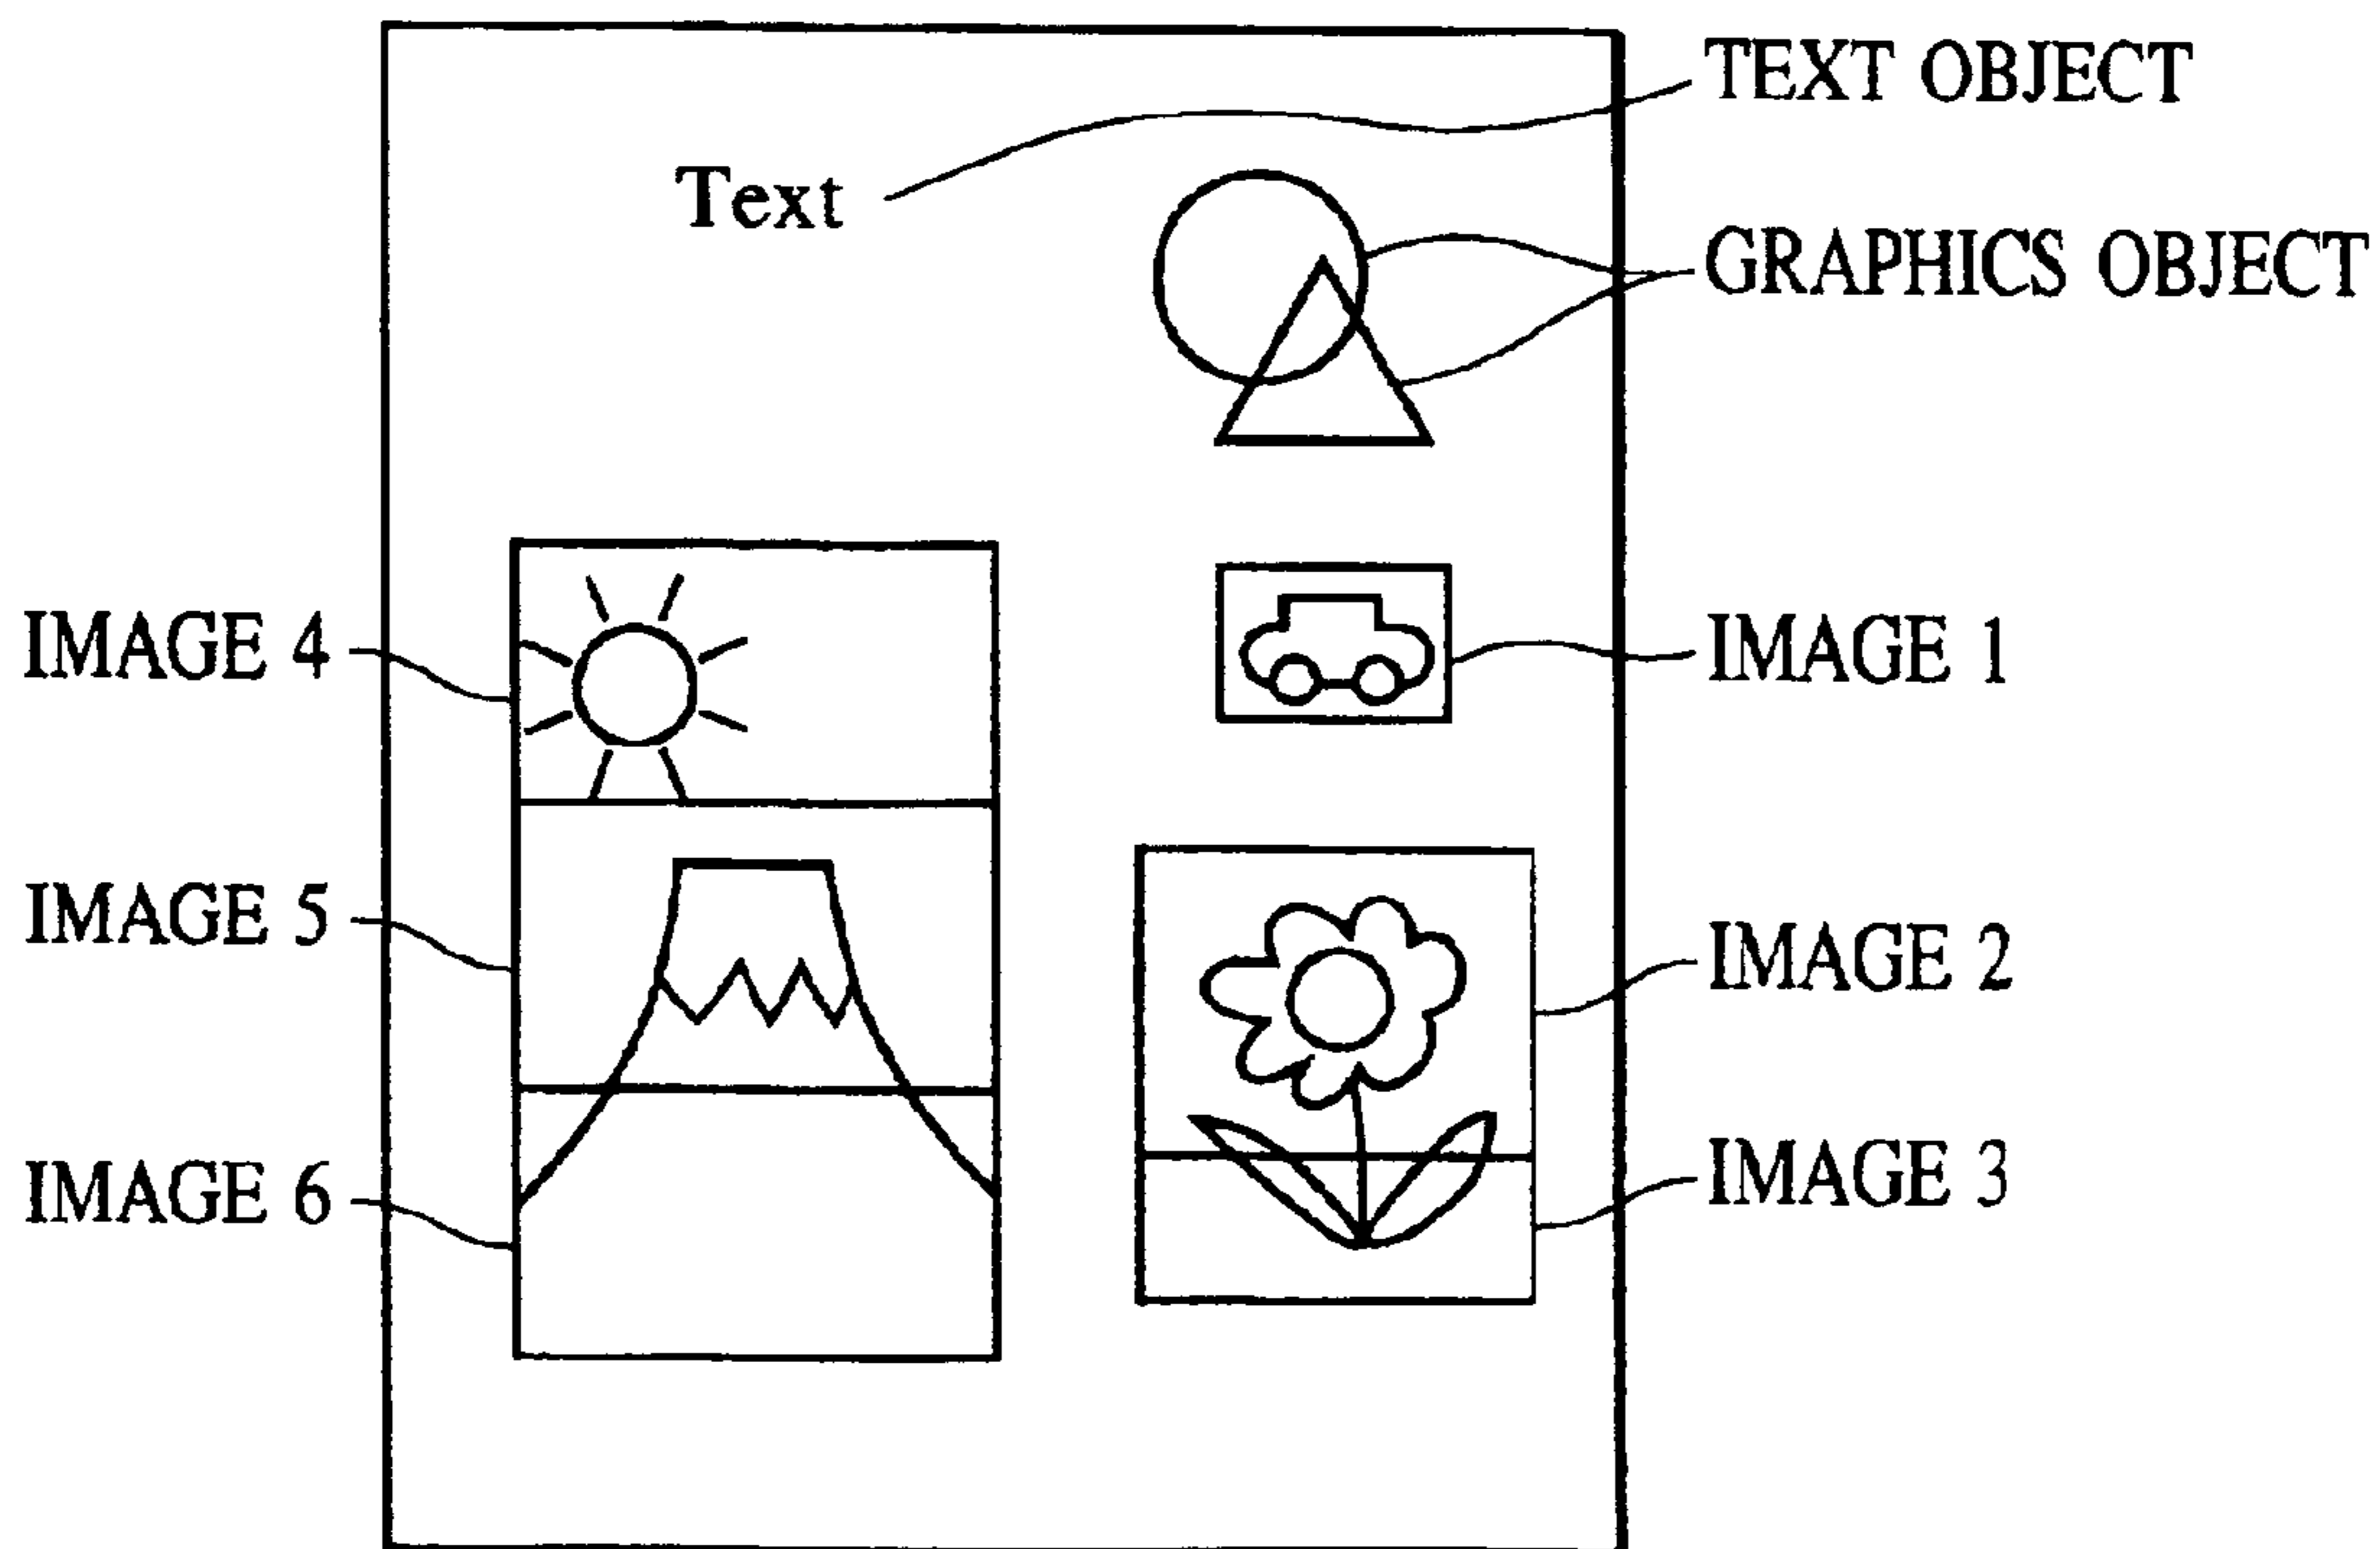 TEXT OBJECT
Text
GRAPHICS OBJECT
IMAGE 4
IMAGE 1
IMAGE 5
IMAGE 2
IMAGE 6
IMAGE 3